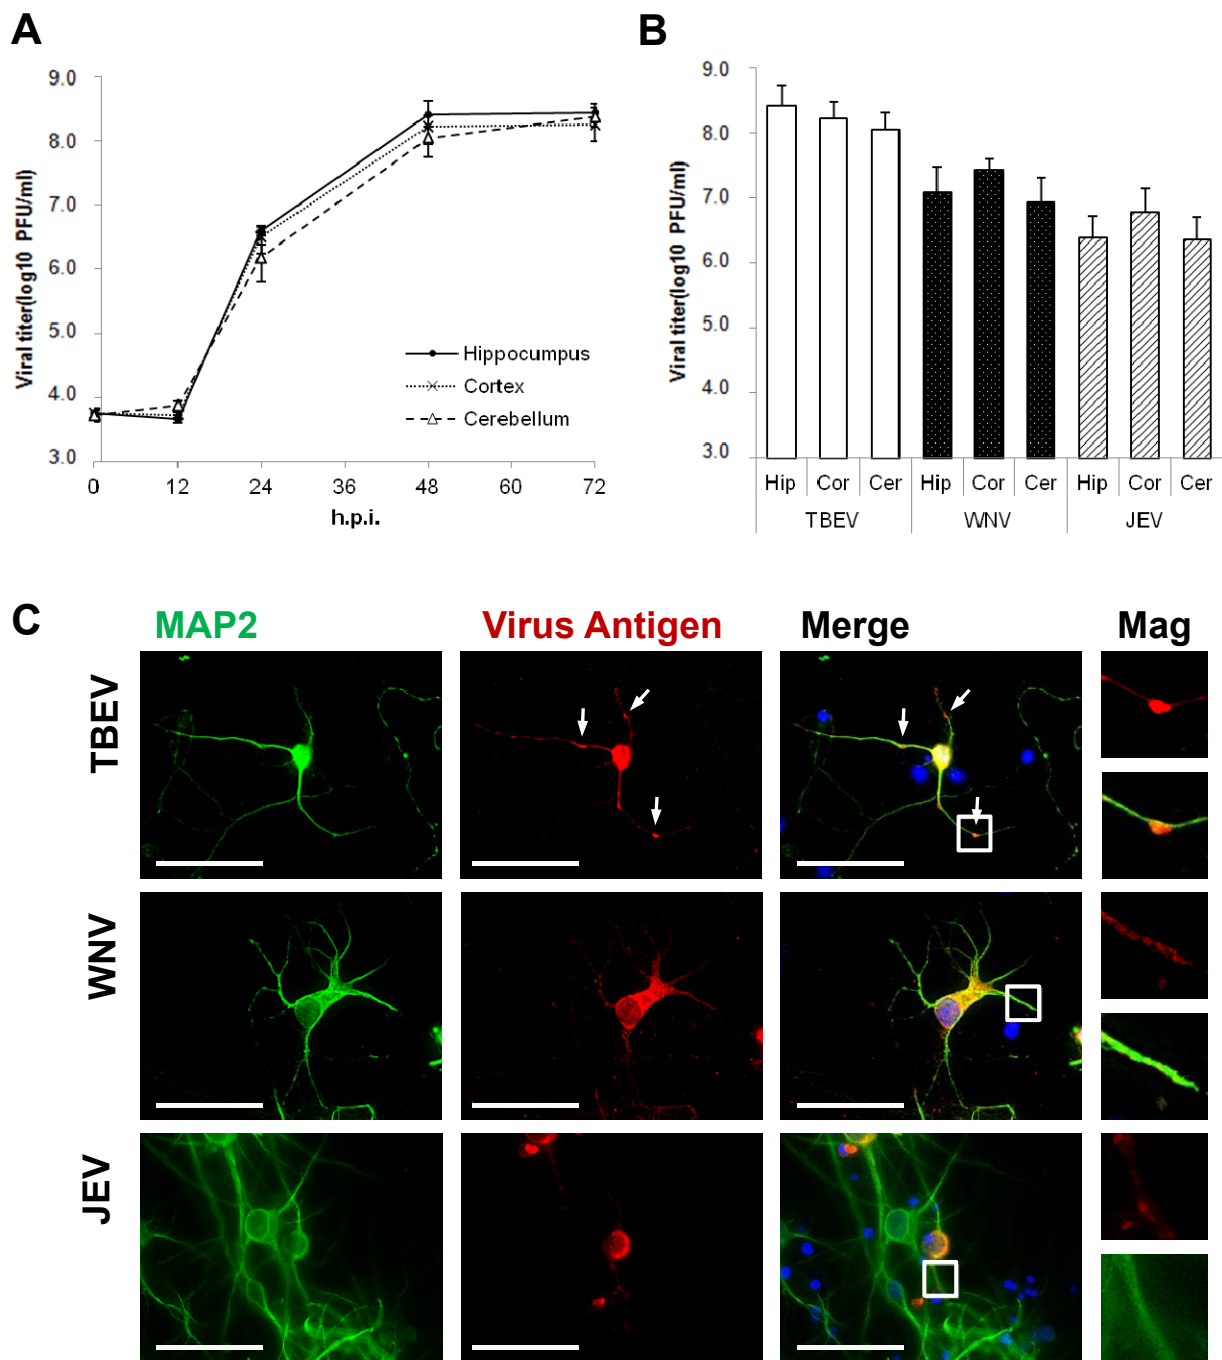 A
Viral titer(log10 PFU/ml)
9.0
8.0
7.0
6.0
5.0
4.0
3.0
0 12 24 36 48 60 72
h.p.i.
Hippocumpus
Cortex
Cerebellum
B
Viral titer(log10 PFU/ml)
9.0
8.0
7.0
6.0
5.0
4.0
3.0
Hip Cor Cer Hip Cor Cer Hip Cor Cer
TBEV WNV JEV
C
MAP2 Virus Antigen Merge Mag
TBEV
WNV
JEV